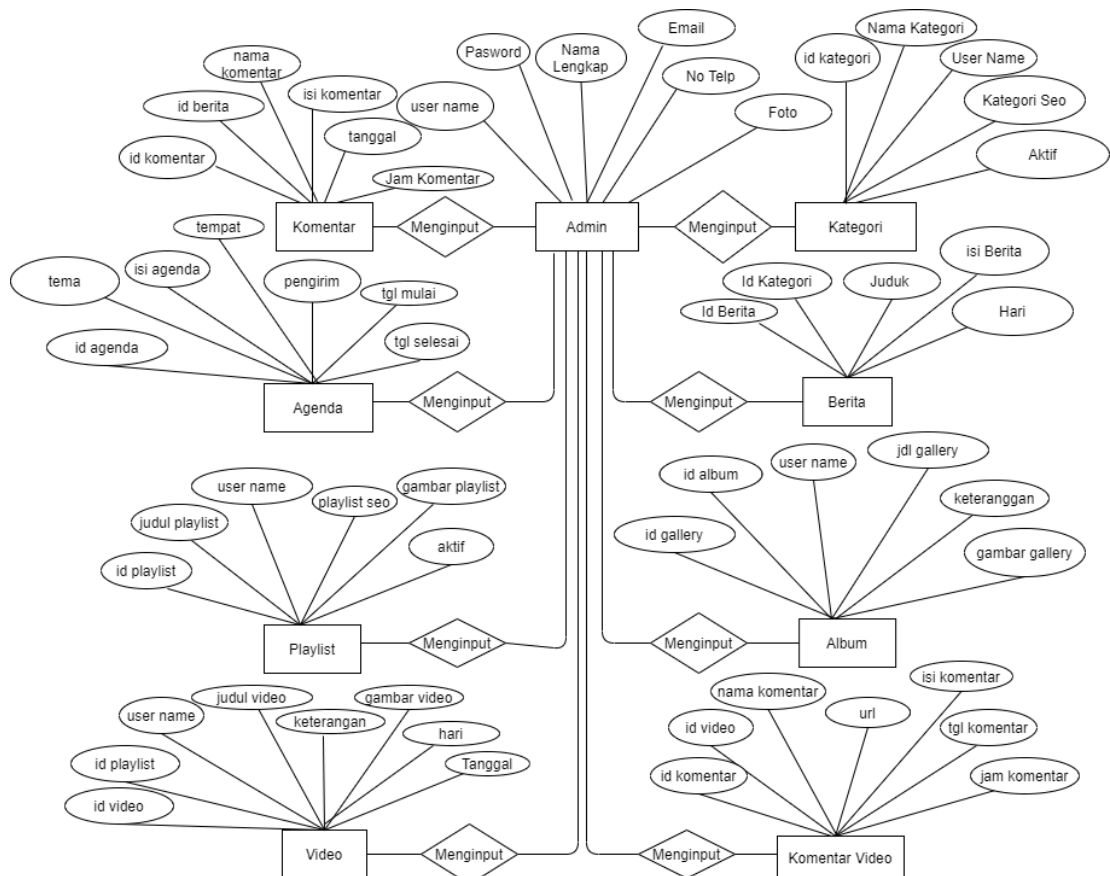 Email
Nama Kategori
Pasword
Nama
Lengkap
id kategori
User Name
nama
komentar
No Telp
isi komentar
Kategori Seo
id berita
user name
Foto
tanggal
Aktif
id komentar
Jam Komentar
Komentar
Menginput
Admin
Menginput
Kategori
tempat
isi Berita
isi agenda
pengirim
Id Kategori
Juduk
tema
tgl mulai
Id Berita
Hari
id agenda
tgl selesai
Agenda
Menginput
Menginput
Berita
jdl gallery
user name
id album
user name
gambar playlist
playlist seo
keteranggan
judul playlist
id gallery
aktif
gambar gallery
id playlist
Playlist
Menginput
Menginput
Album
isi komentar
judul video
gambar video
nama komentar
user name
keterangan
url
id video
tgl komentar
hari
id playlist
Tanggal
id komentar
jam komentar
id video
Video
Menginput
Menginput
Komentar Video